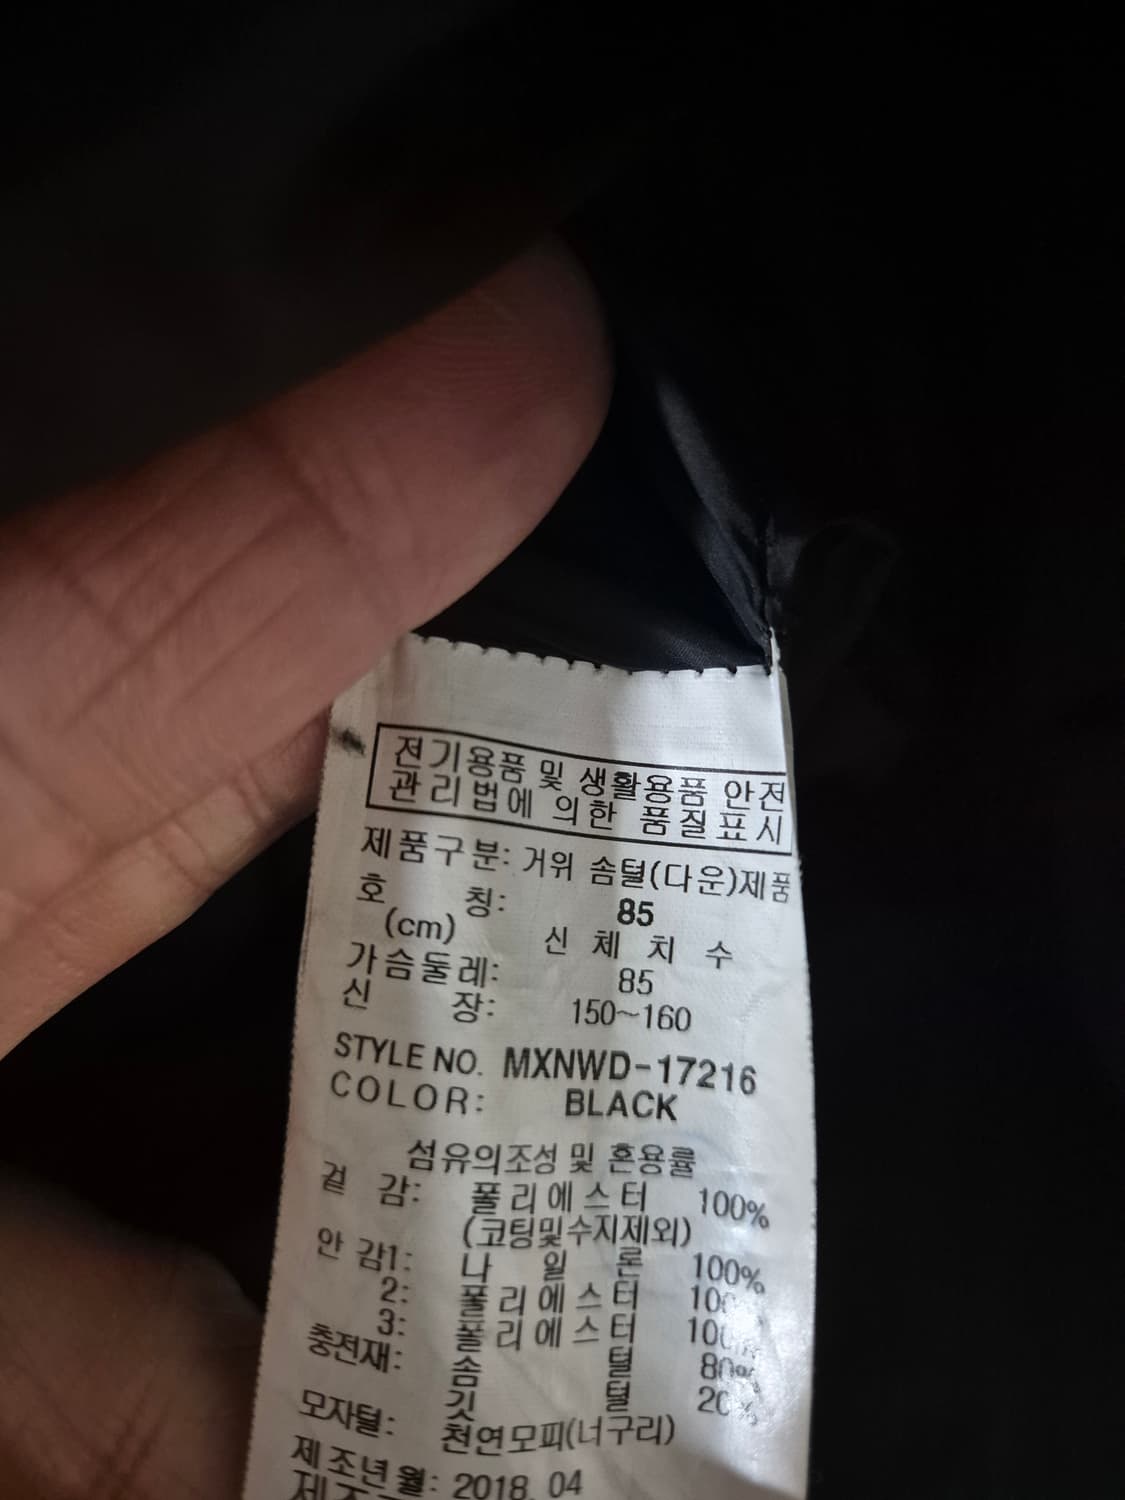 전기용품 및 생활용품 안전
관리법에 의한 품질표시
제품구분: 거위 솜털(다운)제품
호 칭: 85
(cm) 신 체 치 수
가슴둘레: 85
신 장: 150~160
STYLE NO. MXNWD-17216
COLOR: BLACK
섬유의조성 및 혼용률
겉 감: 폴리에스터 100%
(코팅및수지제외)
안 감1: 나 일 론 100%
2: 폴리에스터
3: 폴리에스터
충전재: 솜 털 80%
깃 털 20%
모자털: 천연모피(너구리)
제조년월: 2018. 04